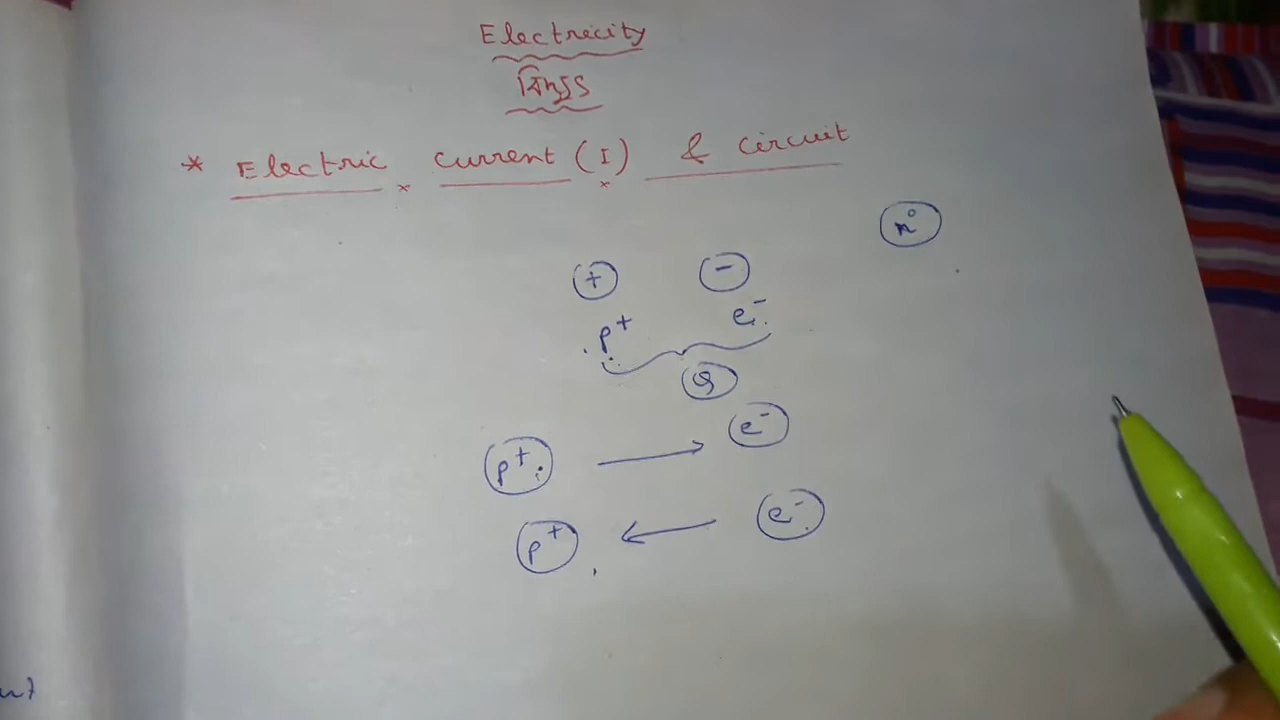 Electricity
বিদ্যুৎ
* Electric current (I) & circuit
n°
+ -
p⁺ e⁻
p⁺ → e⁻
p⁺ ← e⁻